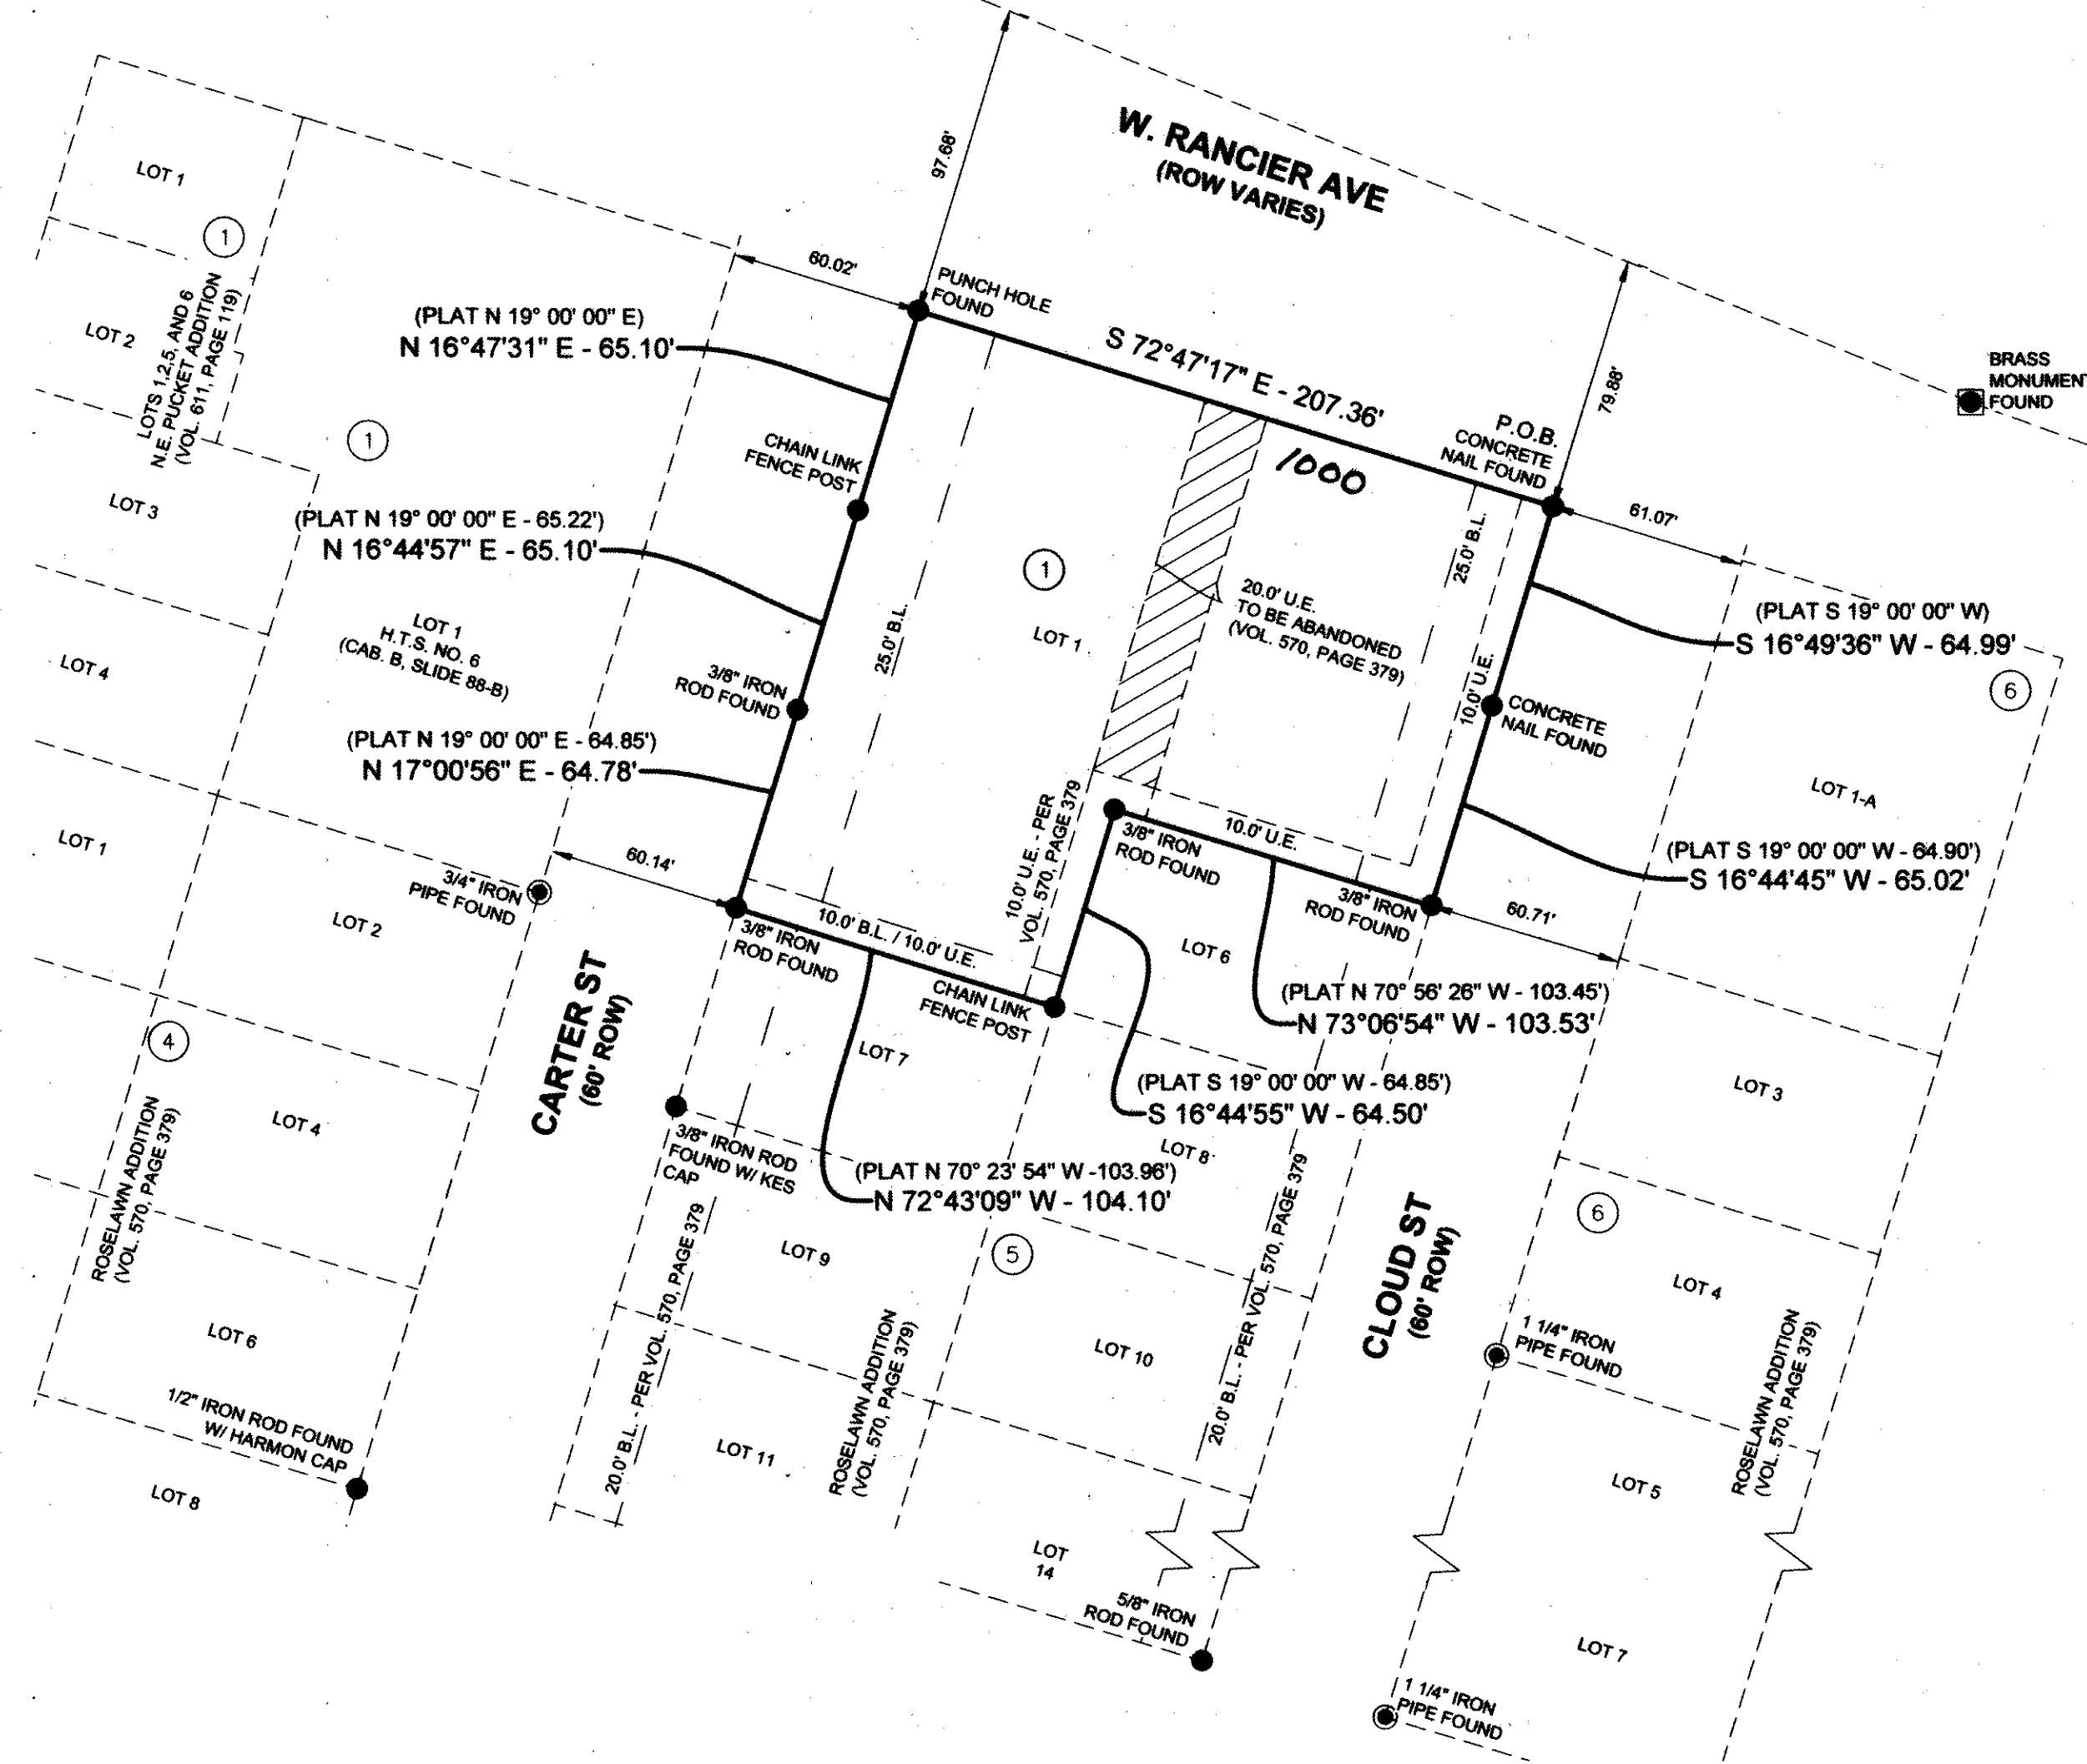 W. RANCIER AVE
(ROW VARIES)
97.68'
LOT 1
1
60.02'
PUNCH HOLE
FOUND
LOTS 1,2,5, AND 6
N.E. PUCKET ADDITION
(VOL. 611, PAGE 119)
LOT 2
(PLAT N 19° 00' 00" E)
N 16°47'31" E - 65.10'
S 72°47'17" E - 207.36'
79.88'
BRASS
MONUMENT
FOUND
1
CHAIN LINK
FENCE POST
1000
P.O.B.
CONCRETE
NAIL FOUND
LOT 3
(PLAT N 19° 00' 00" E - 65.22')
N 16°44'57" E - 65.10'
61.07'
25.0' B.L.
1
20.0' U.E.
TO BE ABANDONED
(VOL. 570, PAGE 379)
LOT 1
25.0' B.L.
(PLAT S 19° 00' 00" W)
S 16°49'36" W - 64.99'
LOT 4
LOT 1
H.T.S. NO. 6
(CAB. B, SLIDE 88-B)
3/8" IRON
ROD FOUND
10.0' U.E.
6
CONCRETE
NAIL FOUND
(PLAT N 19° 00' 00" E - 64.85')
N 17°00'56" E - 64.78'
LOT 1-A
LOT 1
60.14'
3/4" IRON
PIPE FOUND
10.0' U.E. - PER
VOL. 570, PAGE 379
3/8" IRON
ROD FOUND
10.0' U.E.
(PLAT S 19° 00' 00" W - 64.90')
S 16°44'45" W - 65.02'
LOT 2
3/8" IRON
ROD FOUND
10.0' B.L. / 10.0' U.E.
3/8" IRON
ROD FOUND
60.71'
LOT 6
CHAIN LINK
FENCE POST
(PLAT N 70° 56' 26" W - 103.45')
N 73°06'54" W - 103.53'
CARTER ST
(60' ROW)
4
LOT 7
(PLAT S 19° 00' 00" W - 64.85')
S 16°44'55" W - 64.50'
LOT 3
LOT 4
3/8" IRON ROD
FOUND W/ KES
CAP
LOT 8
(PLAT N 70° 23' 54" W -103.96')
N 72°43'09" W - 104.10'
ROSELAWN ADDITION
(VOL. 570, PAGE 379)
6
LOT 9
5
LOT 4
CLOUD ST
(60' ROW)
20.0' B.L. - PER VOL. 570, PAGE 379
20.0' B.L. - PER VOL. 570, PAGE 379
LOT 6
LOT 10
1 1/4" IRON
PIPE FOUND
ROSELAWN ADDITION
(VOL. 570, PAGE 379)
ROSELAWN ADDITION
(VOL. 570, PAGE 379)
1/2" IRON ROD FOUND
W/ HARMON CAP
LOT 11
LOT 5
LOT 8
LOT
14
5/8" IRON
ROD FOUND
LOT 7
1 1/4" IRON
PIPE FOUND